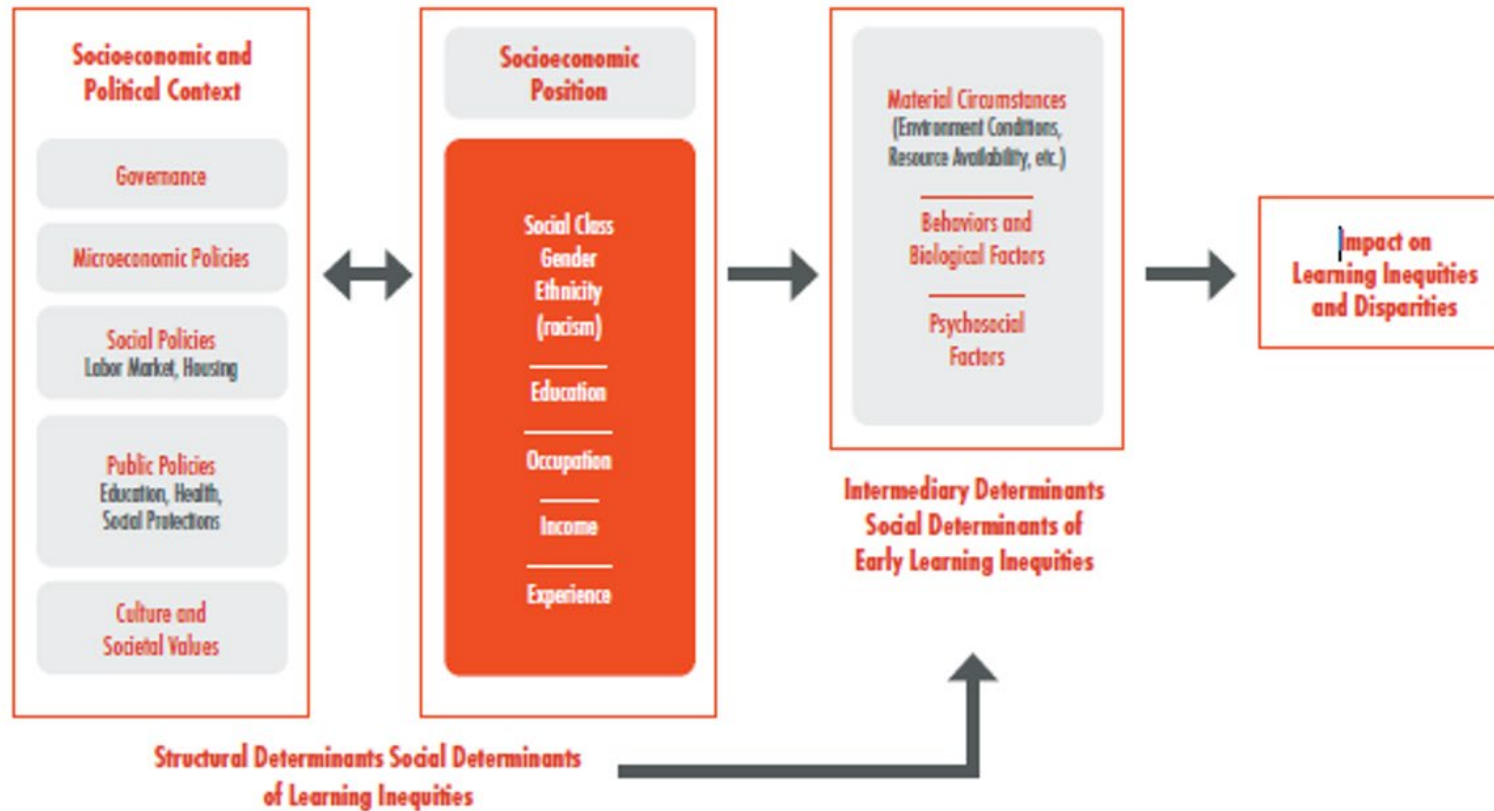 Socioeconomic and
Political Context
Governance
Microeconomic Policies
Social Policies
Labor Market, Housing
Public Policies
Education, Health,
Social Protections
Culture and
Societal Values
Socioeconomic
Position
Social Class
Gender
Ethnicity
(racism)
Education
Occupation
Income
Experience
Material Circumstances
(Environment Conditions,
Resource Availability, etc.)
Behaviors and
Biological Factors
Psychosocial
Factors
Intermediary Determinants
Social Determinants of
Early Learning Inequities
Impact on
Learning Inequities
and Disparities
Structural Determinants Social Determinants
of Learning Inequities